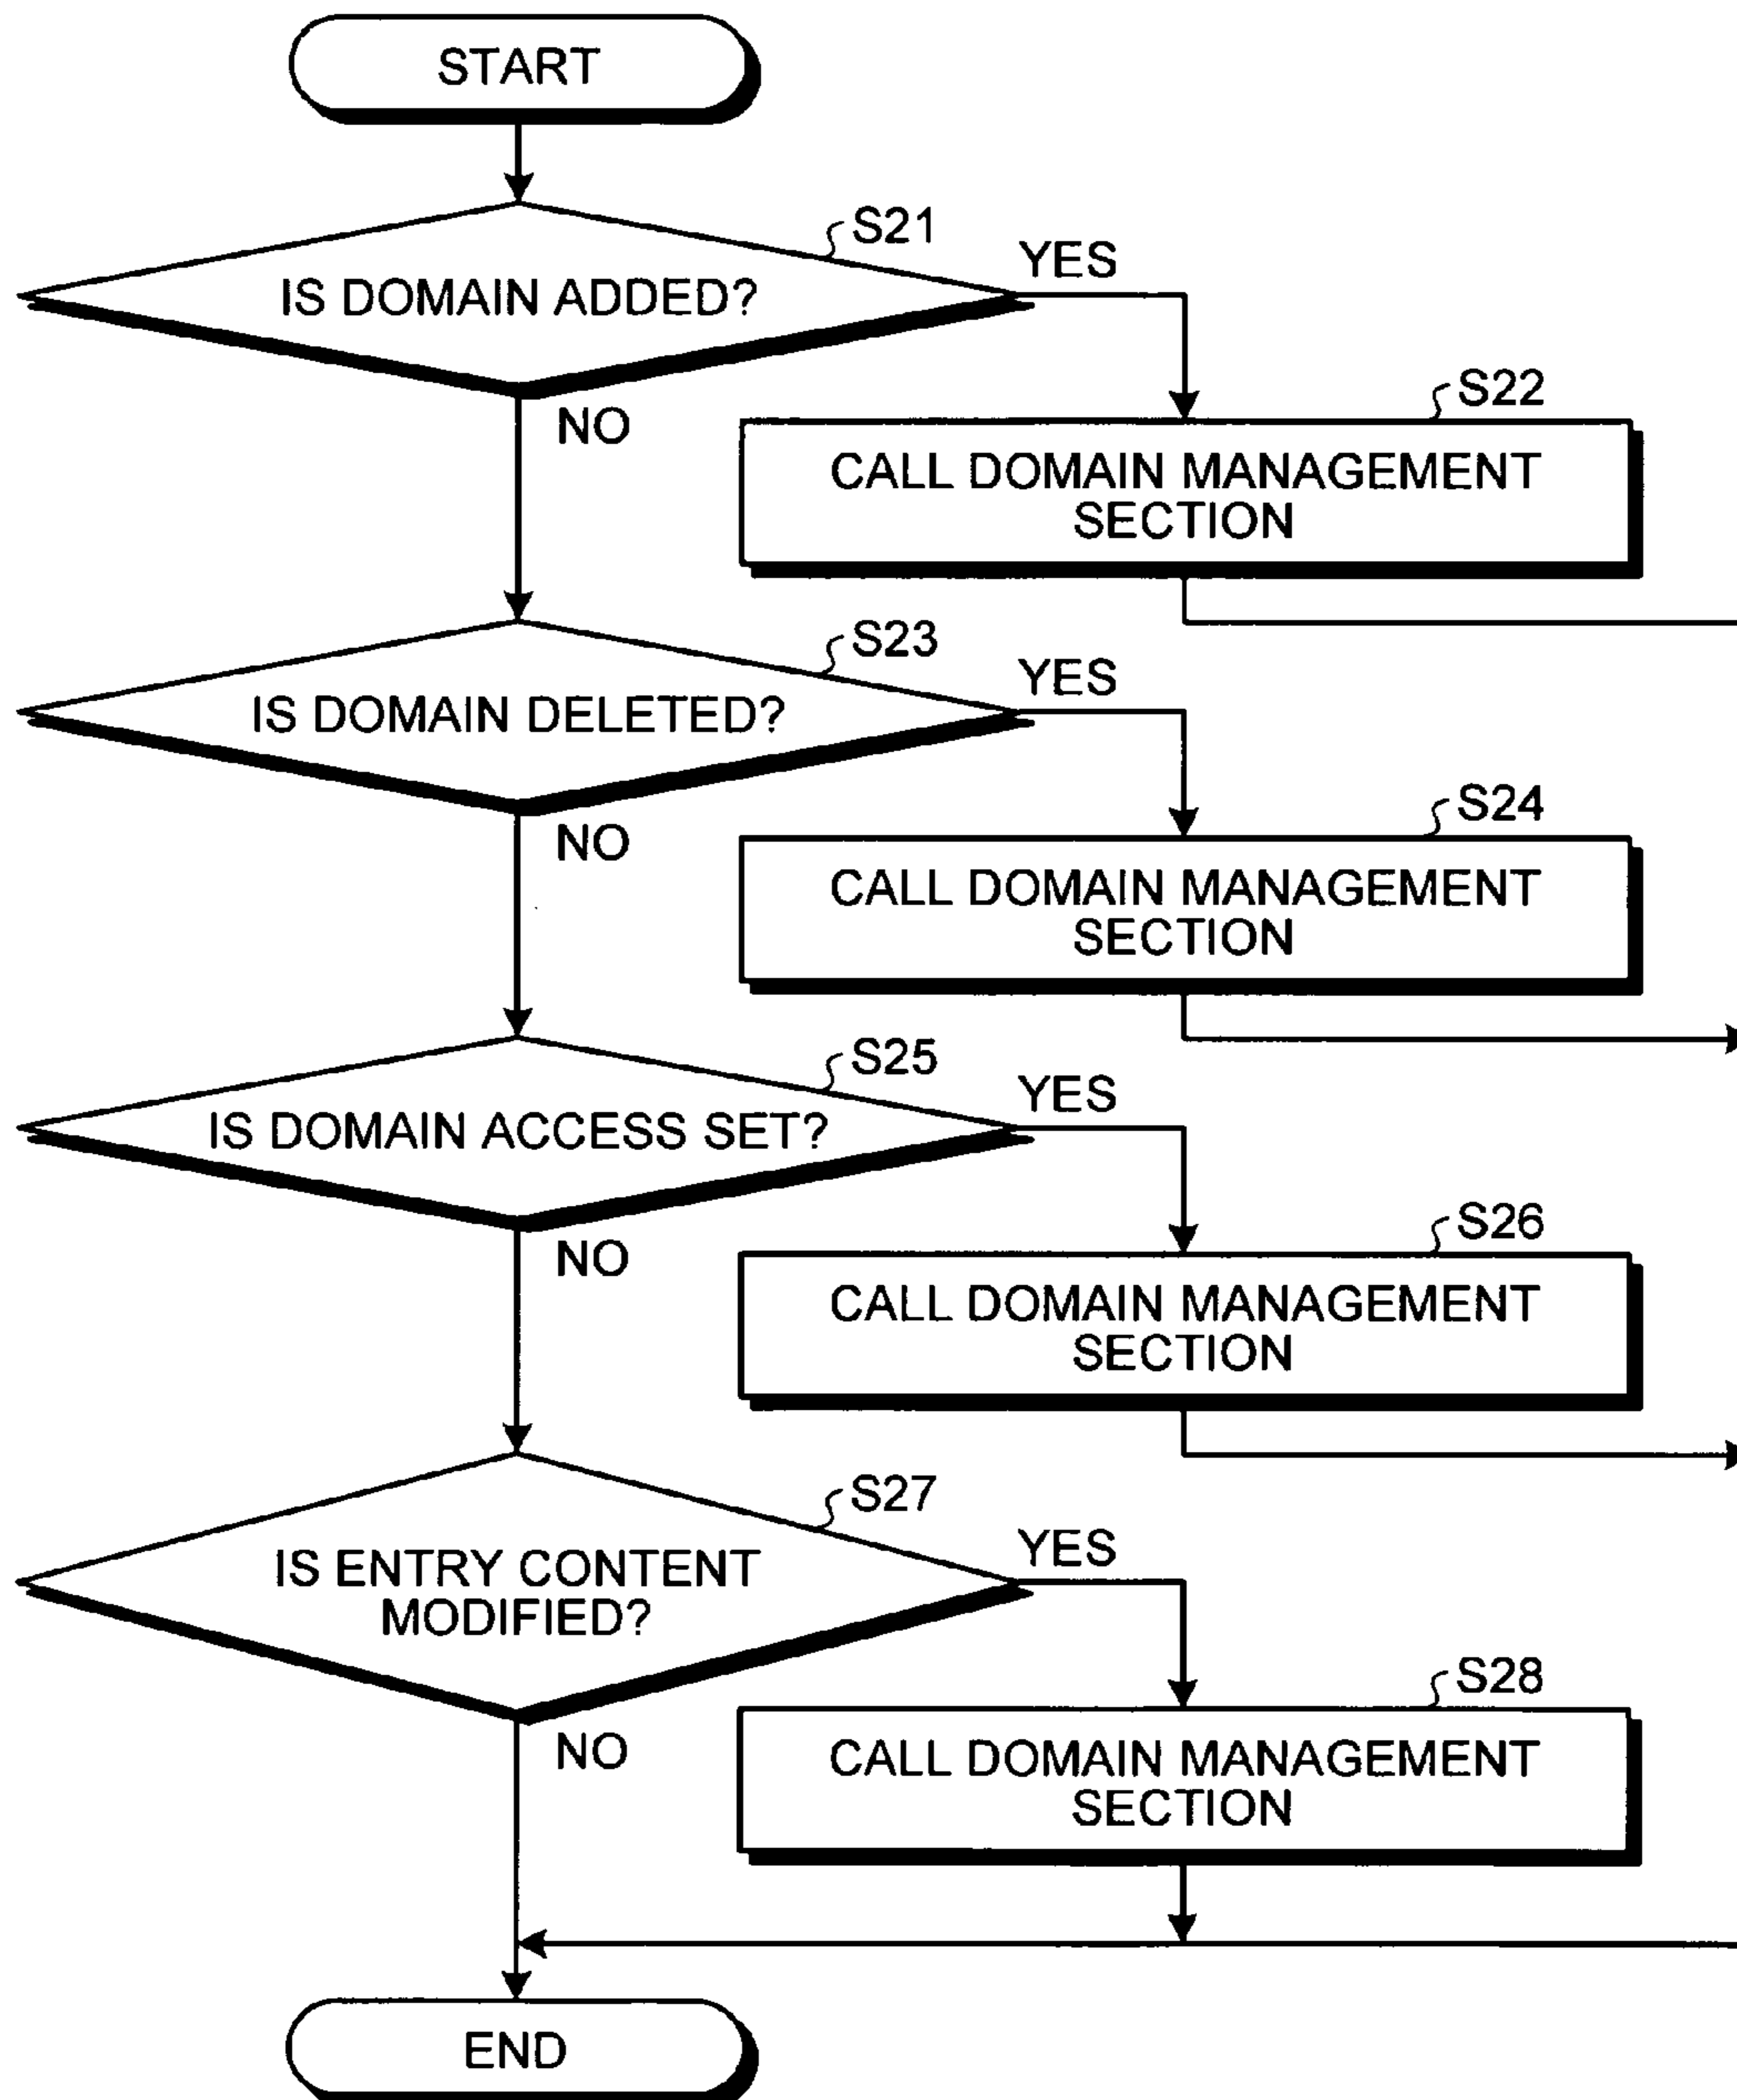 START
S21
IS DOMAIN ADDED?
YES
NO
S22
CALL DOMAIN MANAGEMENT
SECTION
S23
IS DOMAIN DELETED?
YES
NO
S24
CALL DOMAIN MANAGEMENT
SECTION
S25
IS DOMAIN ACCESS SET?
YES
NO
S26
CALL DOMAIN MANAGEMENT
SECTION
S27
IS ENTRY CONTENT
MODIFIED?
YES
NO
S28
CALL DOMAIN MANAGEMENT
SECTION
END